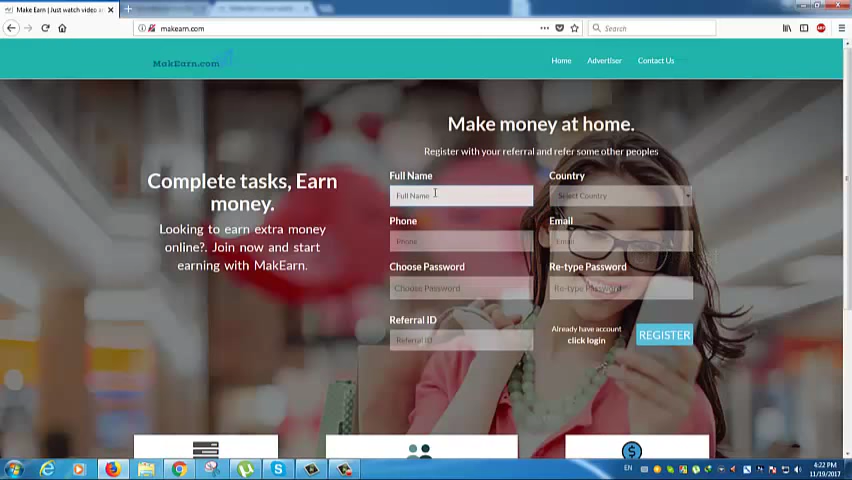 Make Earn | Just watch video a
makearn.com
Search
MakEarn.com
Home
Advertiser
Contact Us
Make money at home.
Register with your referral and refer some other peoples
Complete tasks, Earn
money.
Looking to earn extra money
online?. Join now and start
earning with MakEarn.
Full Name
Country
Full Name
Select Country
Phone
Email
Phone
Email
Choose Password
Re-type Password
Choose Password
Re-type Password
Referral ID
Referral ID
Already have account
click login
REGISTER
EN
4:22 PM
11/19/2017